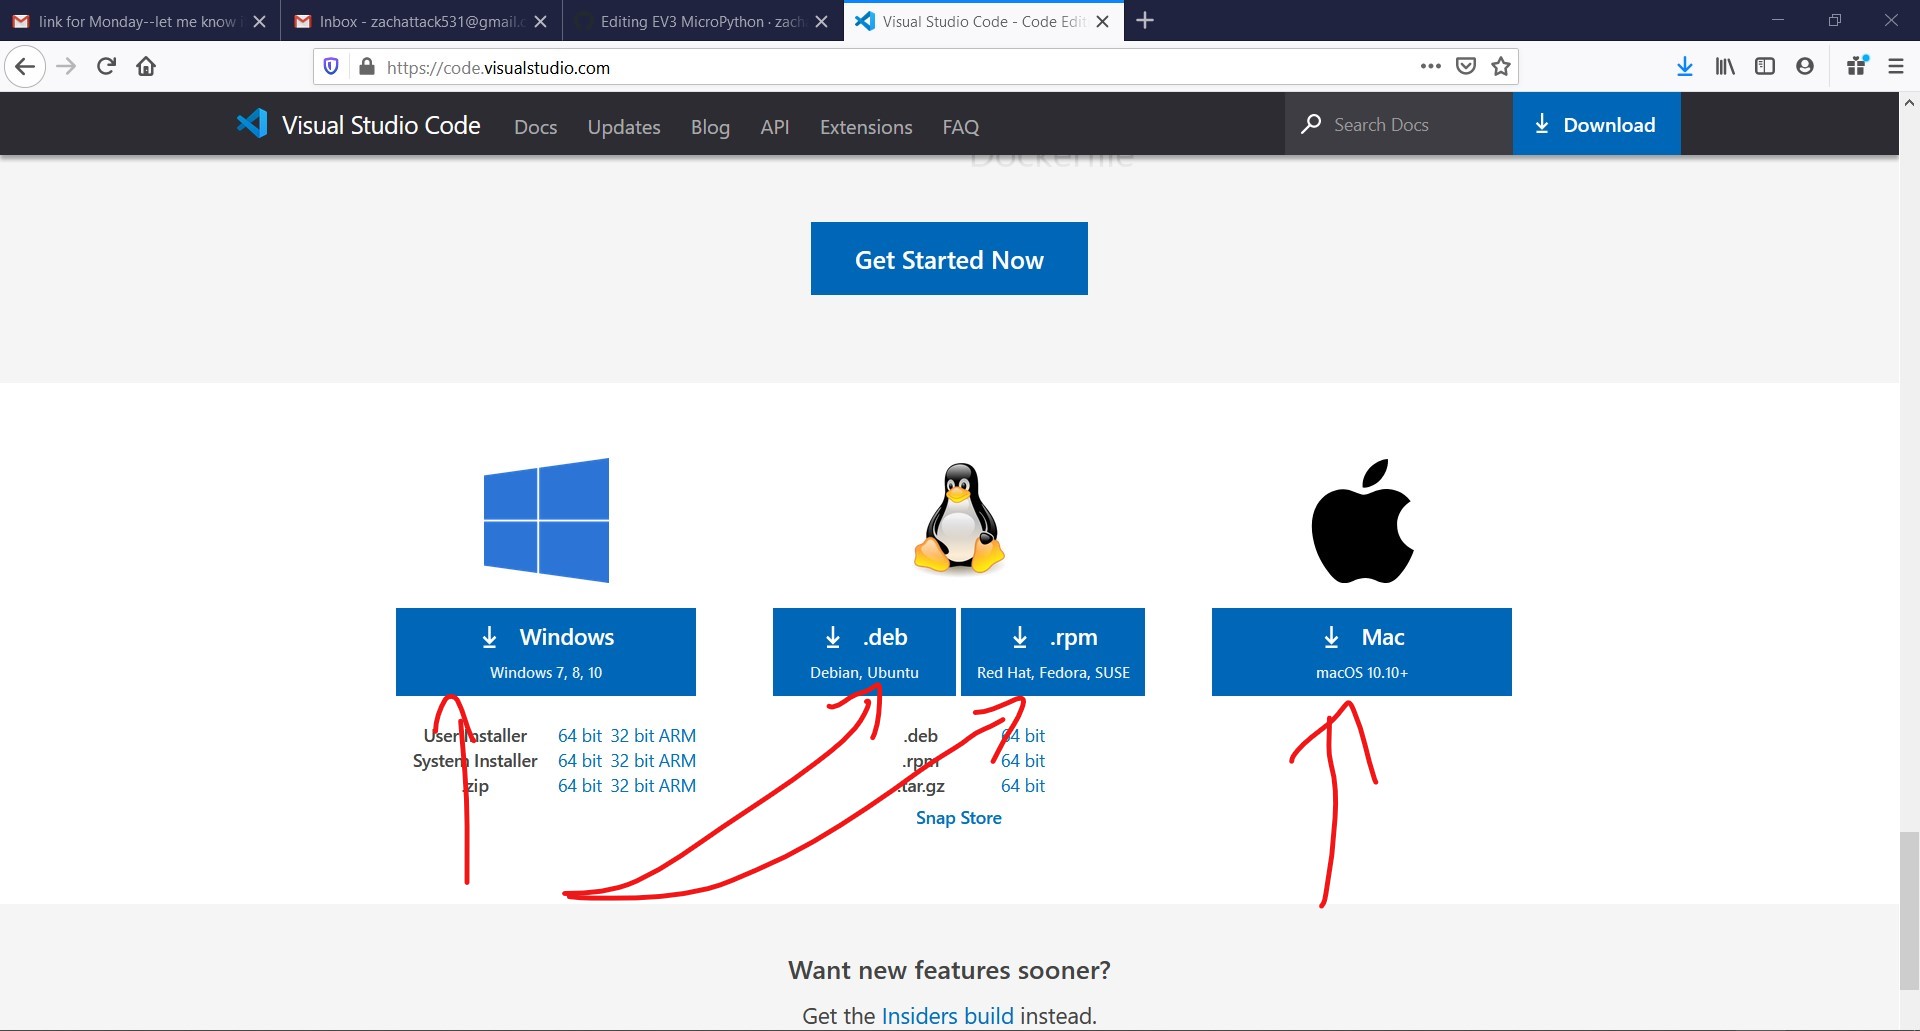 link for Monday--let me know i
Inbox - zachattack531@gmail.c
Editing EV3 MicroPython · zach
Visual Studio Code - Code Edit
https://code.visualstudio.com
Visual Studio Code Docs Updates Blog API Extensions FAQ Search Docs Download
Dockerfile
Get Started Now
Windows
Windows 7, 8, 10
User Installer 64 bit 32 bit ARM
System Installer 64 bit 32 bit ARM
.zip 64 bit 32 bit ARM
.deb
Debian, Ubuntu
.rpm
Red Hat, Fedora, SUSE
.deb 64 bit
.rpm 64 bit
.tar.gz 64 bit
Snap Store
Mac
macOS 10.10+
Want new features sooner?
Get the Insiders build instead.